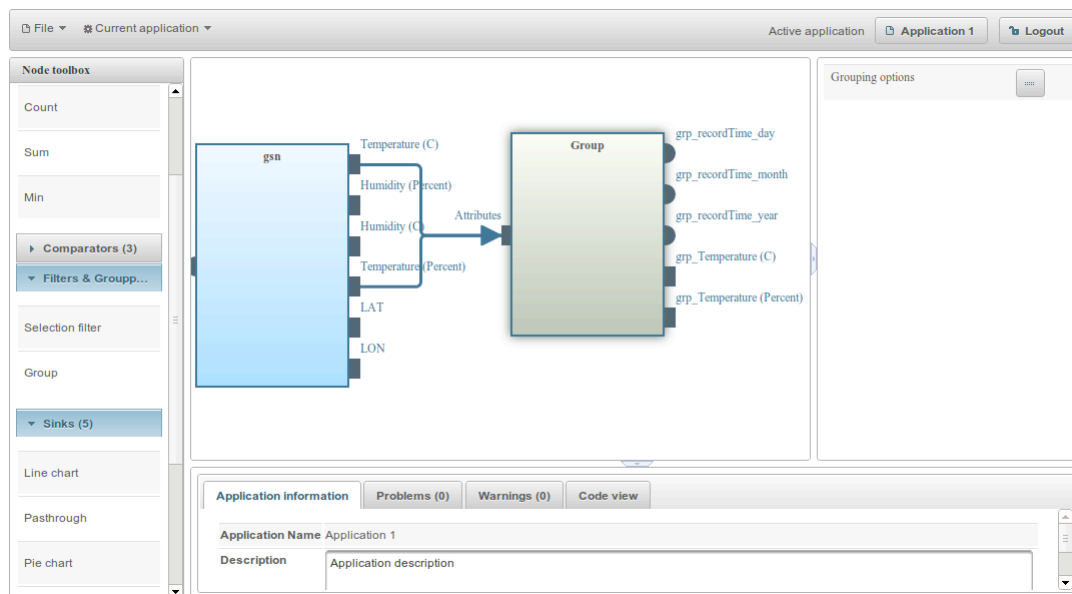 File Current application Active application Application 1 Logout
Node toolbox
Count
Sum
Min
Comparators (3)
Filters & Groupp...
Selection filter
Group
Sinks (5)
Line chart
Pasthrough
Pie chart
gsn
Temperature (C)
Humidity (Percent)
Humidity (C)
Temperature (Percent)
LAT
LON
Attributes
Group
grp_recordTime_day
grp_recordTime_month
grp_recordTime_year
grp_Temperature (C)
grp_Temperature (Percent)
Grouping options
Application information Problems (0) Warnings (0) Code view
Application Name Application 1
Description Application description